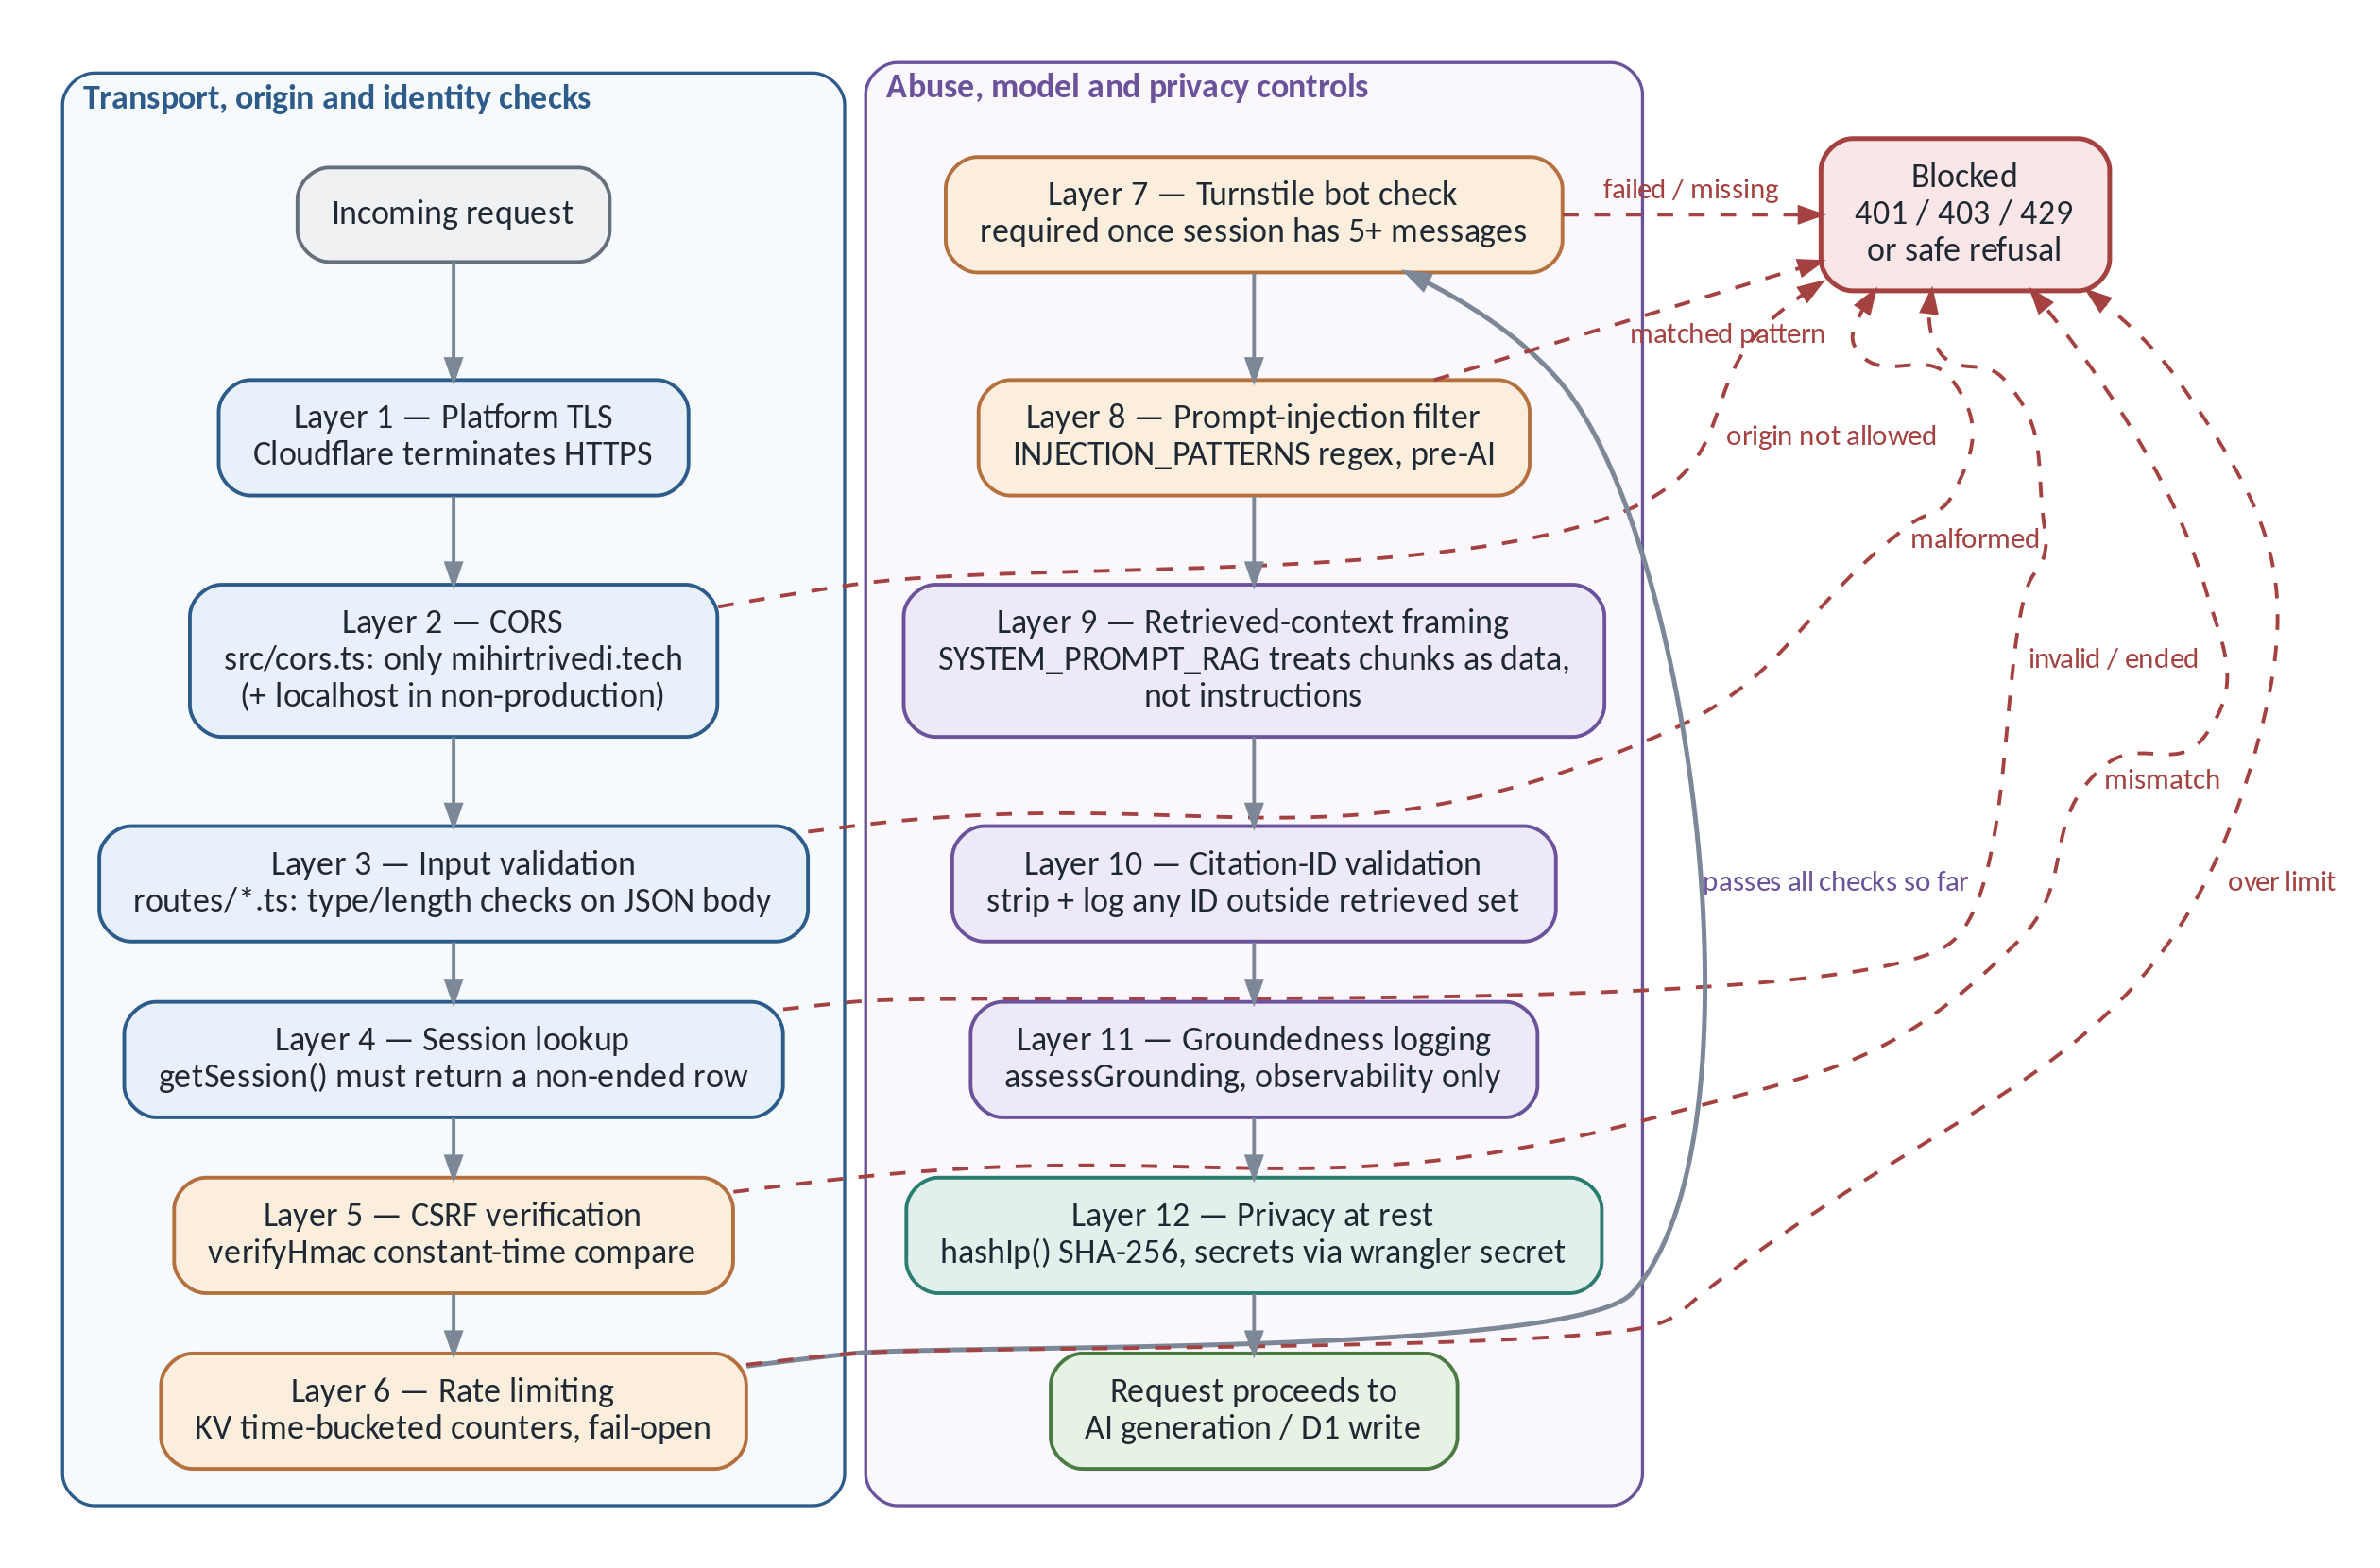 Transport, origin and identity checks
Incoming request
Layer 1 — Platform TLS
Cloudflare terminates HTTPS
Layer 2 — CORS
src/cors.ts: only mihirtrivedi.tech
(+ localhost in non-production)
Layer 3 — Input validation
routes/*.ts: type/length checks on JSON body
Layer 4 — Session lookup
getSession() must return a non-ended row
Layer 5 — CSRF verification
verifyHmac constant-time compare
Layer 6 — Rate limiting
KV time-bucketed counters, fail-open
Abuse, model and privacy controls
Layer 7 — Turnstile bot check
required once session has 5+ messages
Layer 8 — Prompt-injection filter
INJECTION_PATTERNS regex, pre-AI
Layer 9 — Retrieved-context framing
SYSTEM_PROMPT_RAG treats chunks as data,
not instructions
Layer 10 — Citation-ID validation
strip + log any ID outside retrieved set
Layer 11 — Groundedness logging
assessGrounding, observability only
Layer 12 — Privacy at rest
hashIp() SHA-256, secrets via wrangler secret
Request proceeds to
AI generation / D1 write
Blocked
401 / 403 / 429
or safe refusal
failed / missing
matched pattern
origin not allowed
malformed
invalid / ended
mismatch
passes all checks so far
over limit